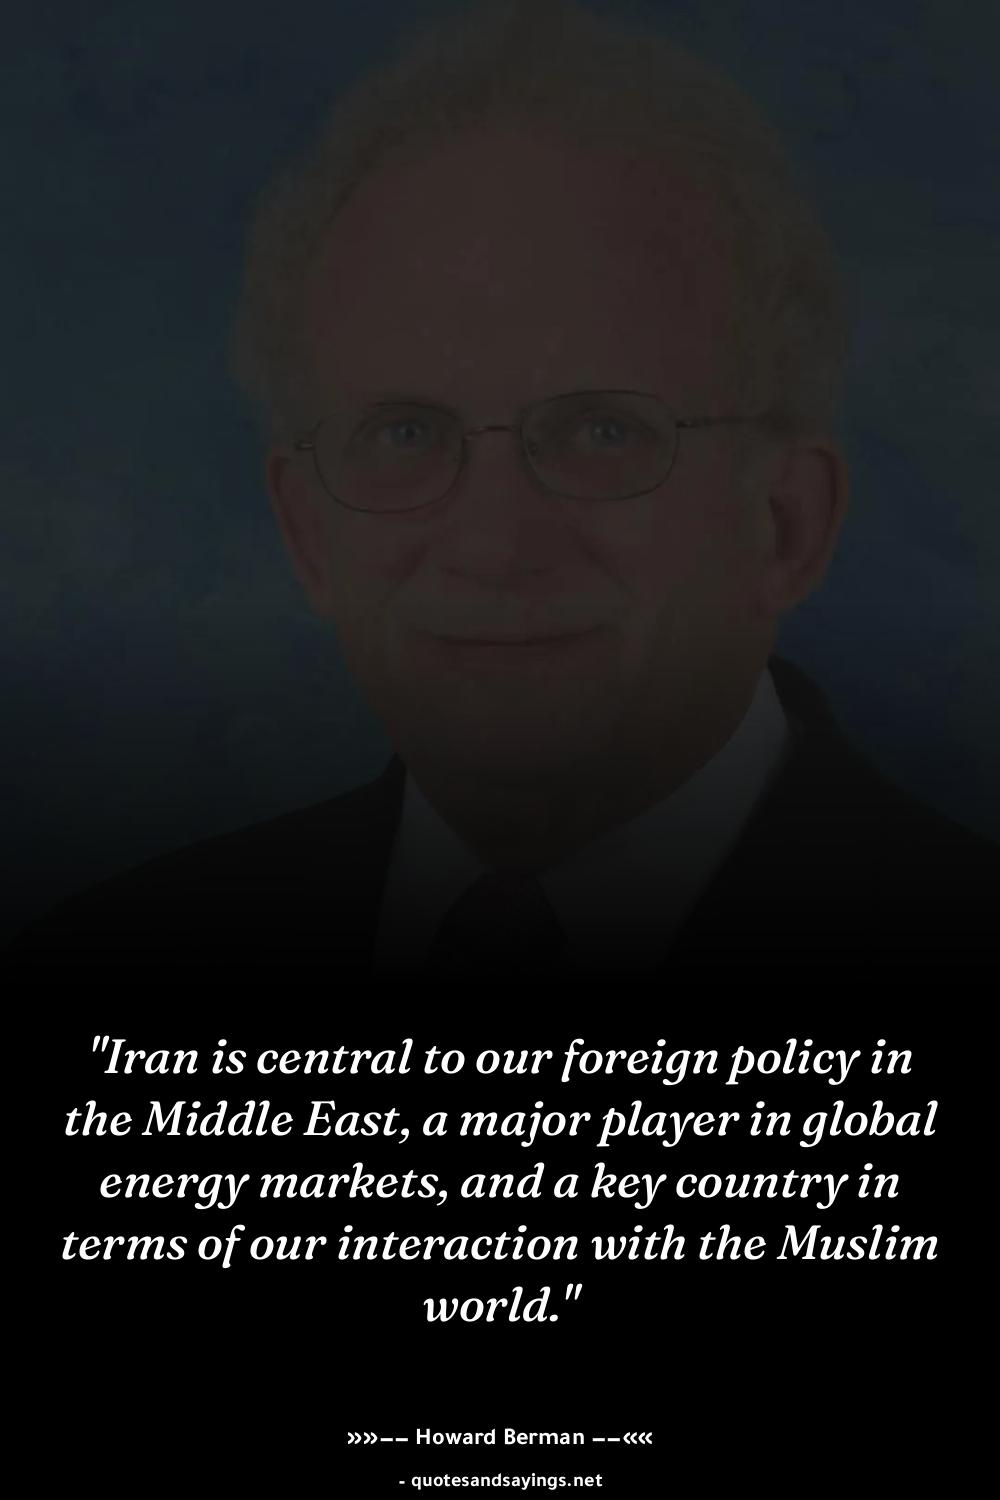 "Iran is central to our foreign policy in
the Middle East, a major player in global
energy markets, and a key country in
terms of our interaction with the Muslim
world."
»»−− Howard Berman −−««
- quotesandsayings.net